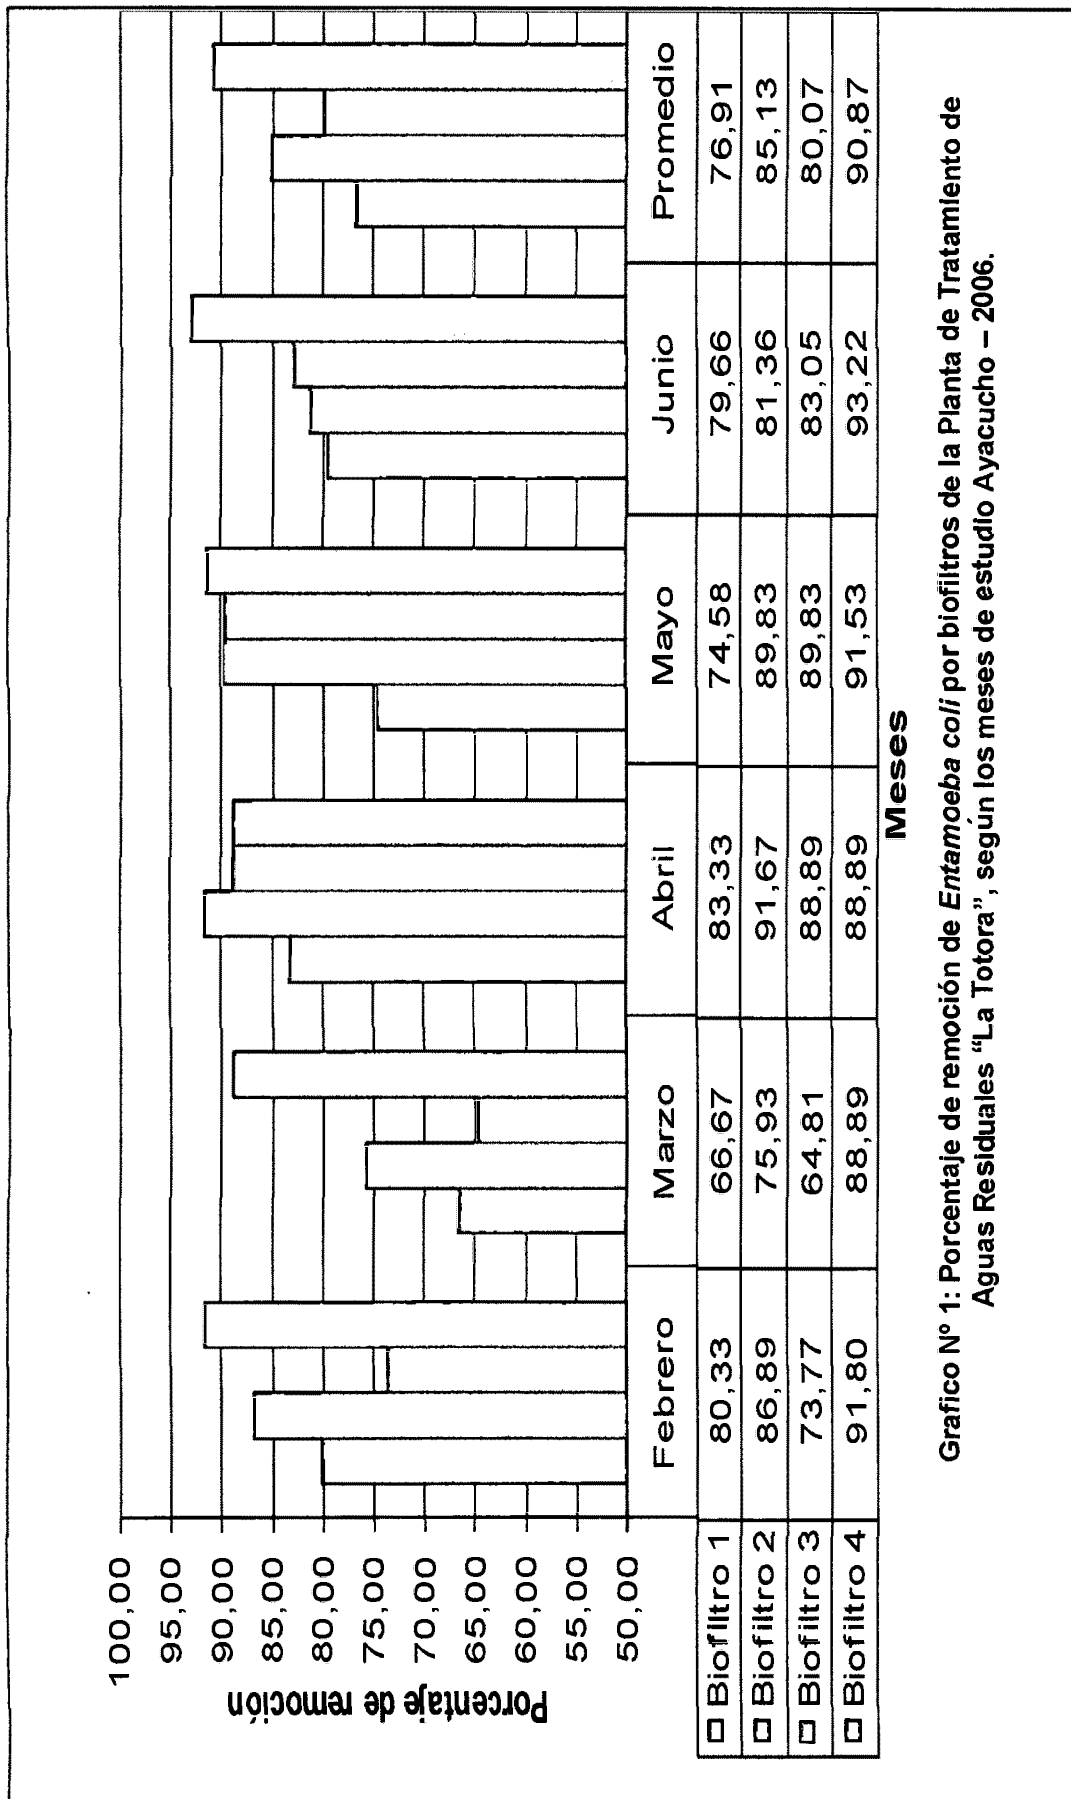 Porcentaje de remoción
100,00
95,00
90,00
85,00
80,00
75,00
70,00
65,00
60,00
55,00
50,00
Febrero Marzo Abril Mayo Junio Promedio
Biofiltro 1 80,33 66,67 83,33 74,58 79,66 76,91
Biofiltro 2 86,89 75,93 91,67 89,83 81,36 85,13
Biofiltro 3 73,77 64,81 88,89 89,83 83,05 80,07
Biofiltro 4 91,80 88,89 88,89 91,53 93,22 90,87
Meses
Grafico Nº 1: Porcentaje de remoción de Entamoeba coli por biofiltros de la Planta de Tratamiento de
Aguas Residuales “La Totora”, según los meses de estudio Ayacucho – 2006.